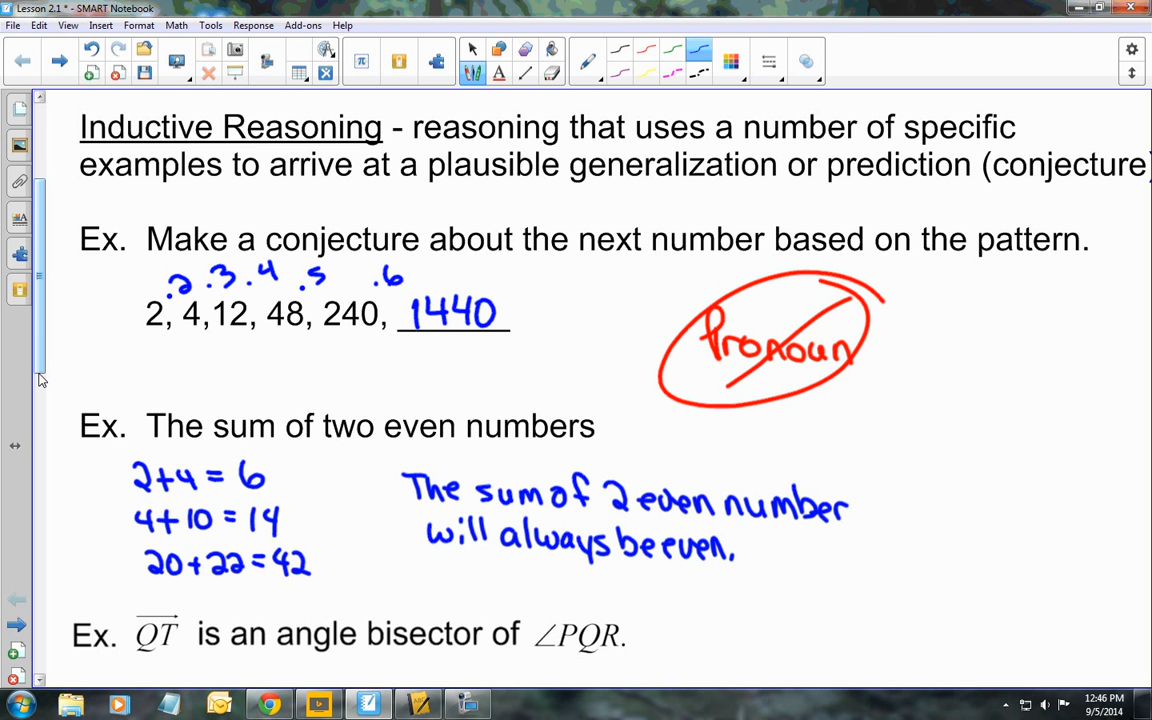 Lesson 2.1 * - SMART Notebook
File Edit View Insert Format Math Tools Response Add-ons Help
Inductive Reasoning - reasoning that uses a number of specific
examples to arrive at a plausible generalization or prediction (conjecture)
Ex. Make a conjecture about the next number based on the pattern.
·2 ·3 ·4 ·5 ·6
2, 4,12, 48, 240, 1440
Pronoun
Ex. The sum of two even numbers
2+4 = 6
4+10 = 14
20+22=42
The sum of 2 even number
will always be even.
Ex. QT is an angle bisector of ∠PQR.
12:46 PM
9/5/2014